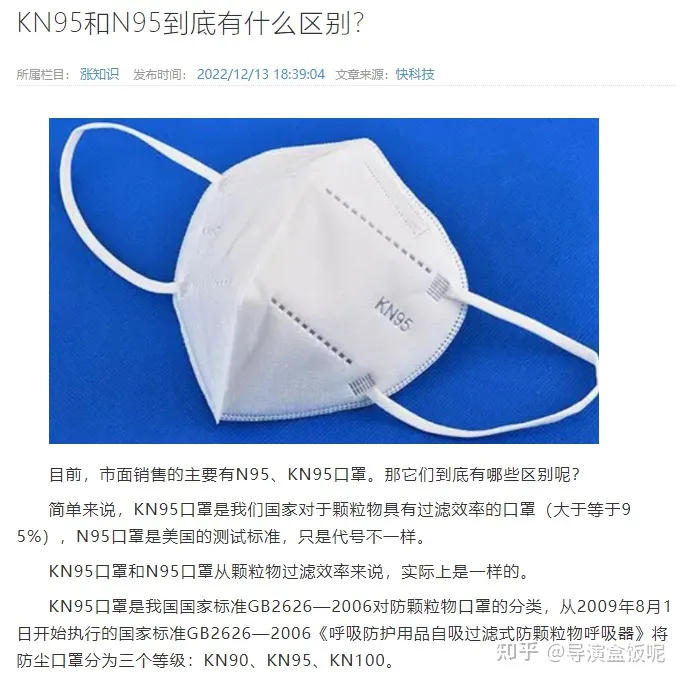 KN95和N95到底有什么区别?
所属栏目: 涨知识 发布时间: 2022/12/13 18:39:04 文章来源: 快科技
KN95
目前，市面销售的主要有N95、KN95口罩。那它们到底有哪些区别呢?
简单来说，KN95口罩是我们国家对于颗粒物具有过滤效率的口罩（大于等于9
5%），N95口罩是美国的测试标准，只是代号不一样。
KN95口罩和N95口罩从颗粒物过滤效率来说，实际上是一样的。
KN95口罩是我国国家标准GB2626—2006对防颗粒物口罩的分类，从2009年8月1
日开始执行的国家标准GB2626—2006《呼吸防护用品自吸过滤式防颗粒物呼吸器》将
防尘口罩分为三个等级：KN90、KN95、KN100。
知乎 @导演盒饭呢